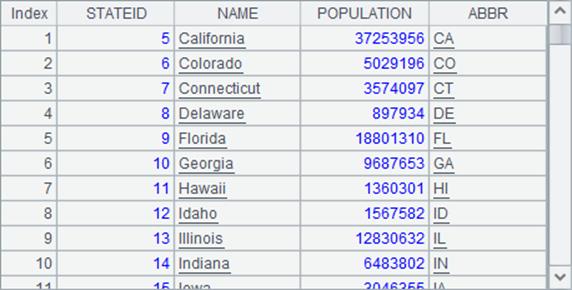 Index STATEID NAME POPULATION ABBR
1 5 California 37253956 CA
2 6 Colorado 5029196 CO
3 7 Connecticut 3574097 CT
4 8 Delaware 897934 DE
5 9 Florida 18801310 FL
6 10 Georgia 9687653 GA
7 11 Hawaii 1360301 HI
8 12 Idaho 1567582 ID
9 13 Illinois 12830632 IL
10 14 Indiana 6483802 IN
11 15 Iowa 3046355 IA